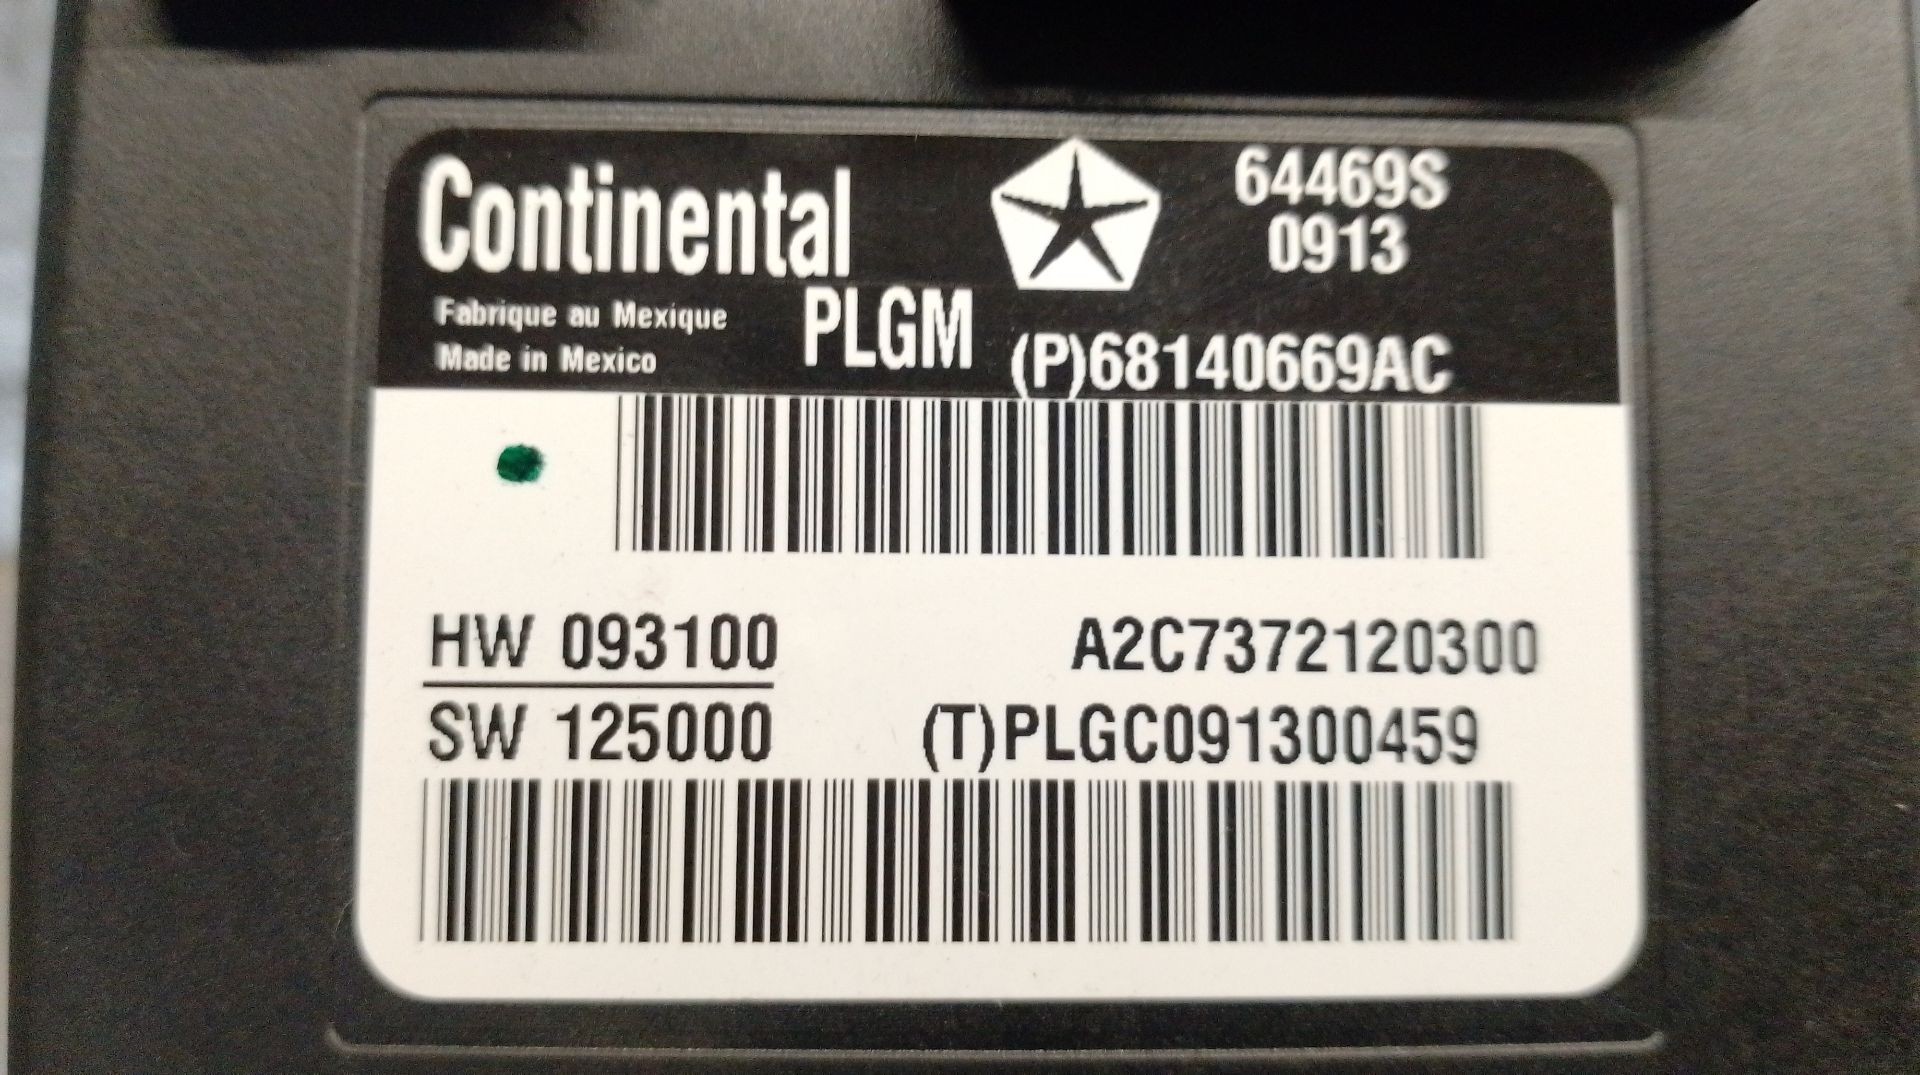 Continental
64469S
0913
Fabrique au Mexique
Made in Mexico
PLGM
(P)68140669AC
HW 093100
A2C7372120300
SW 125000
(T)PLGC091300459